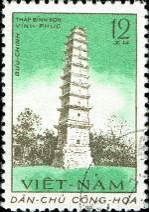 THÁP BÌNH SƠN
VĨNH-PHÚC
12
XU
BƯU-CHÍNH
VIỆT-NAM
DÂN-CHỦ CỘNG-HÒA